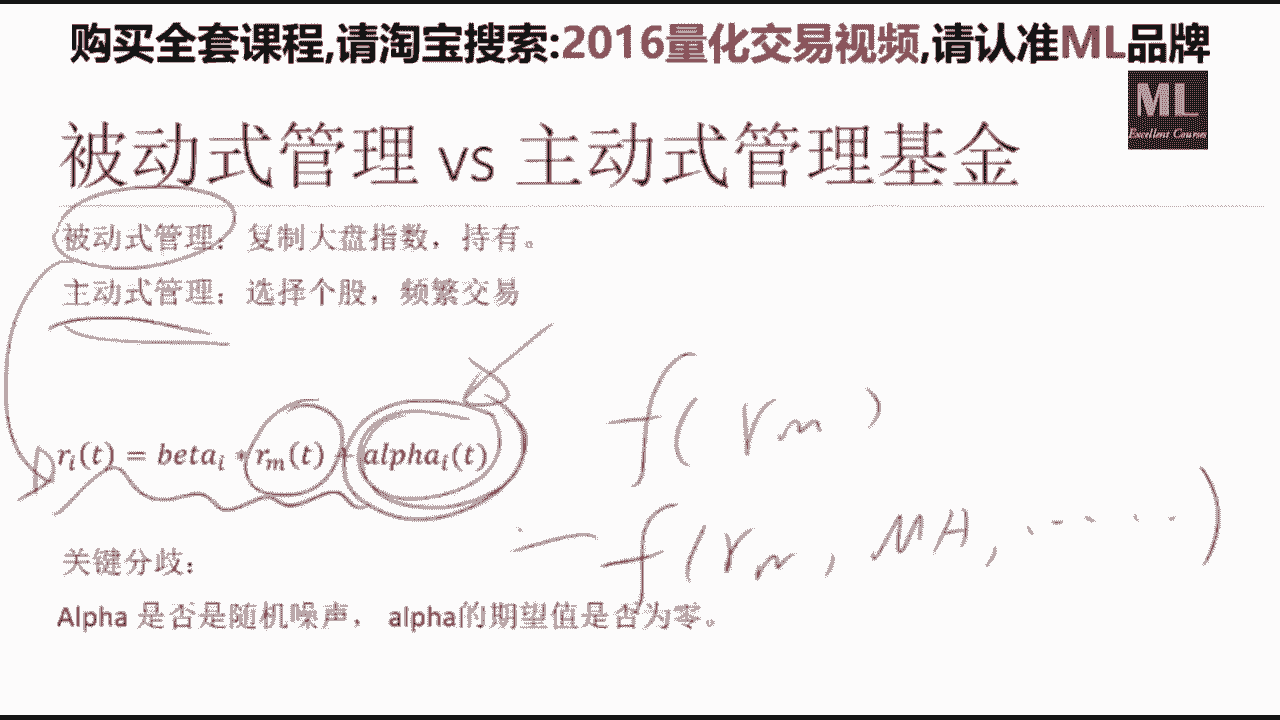 购买全套课程,请淘宝搜索:2016量化交易视频,请认准ML品牌
ML
Excellent Course
被动式管理 vs 主动式管理基金
被动式管理：复制大盘指数，持有。
主动式管理：选择个股，频繁交易
r_i(t) = beta_i * r_m(t) + alpha_i(t)
f(r_m)
f(r_m, MA, ......)
关键分歧：
Alpha 是否是随机噪声， alpha的期望值是否为零。